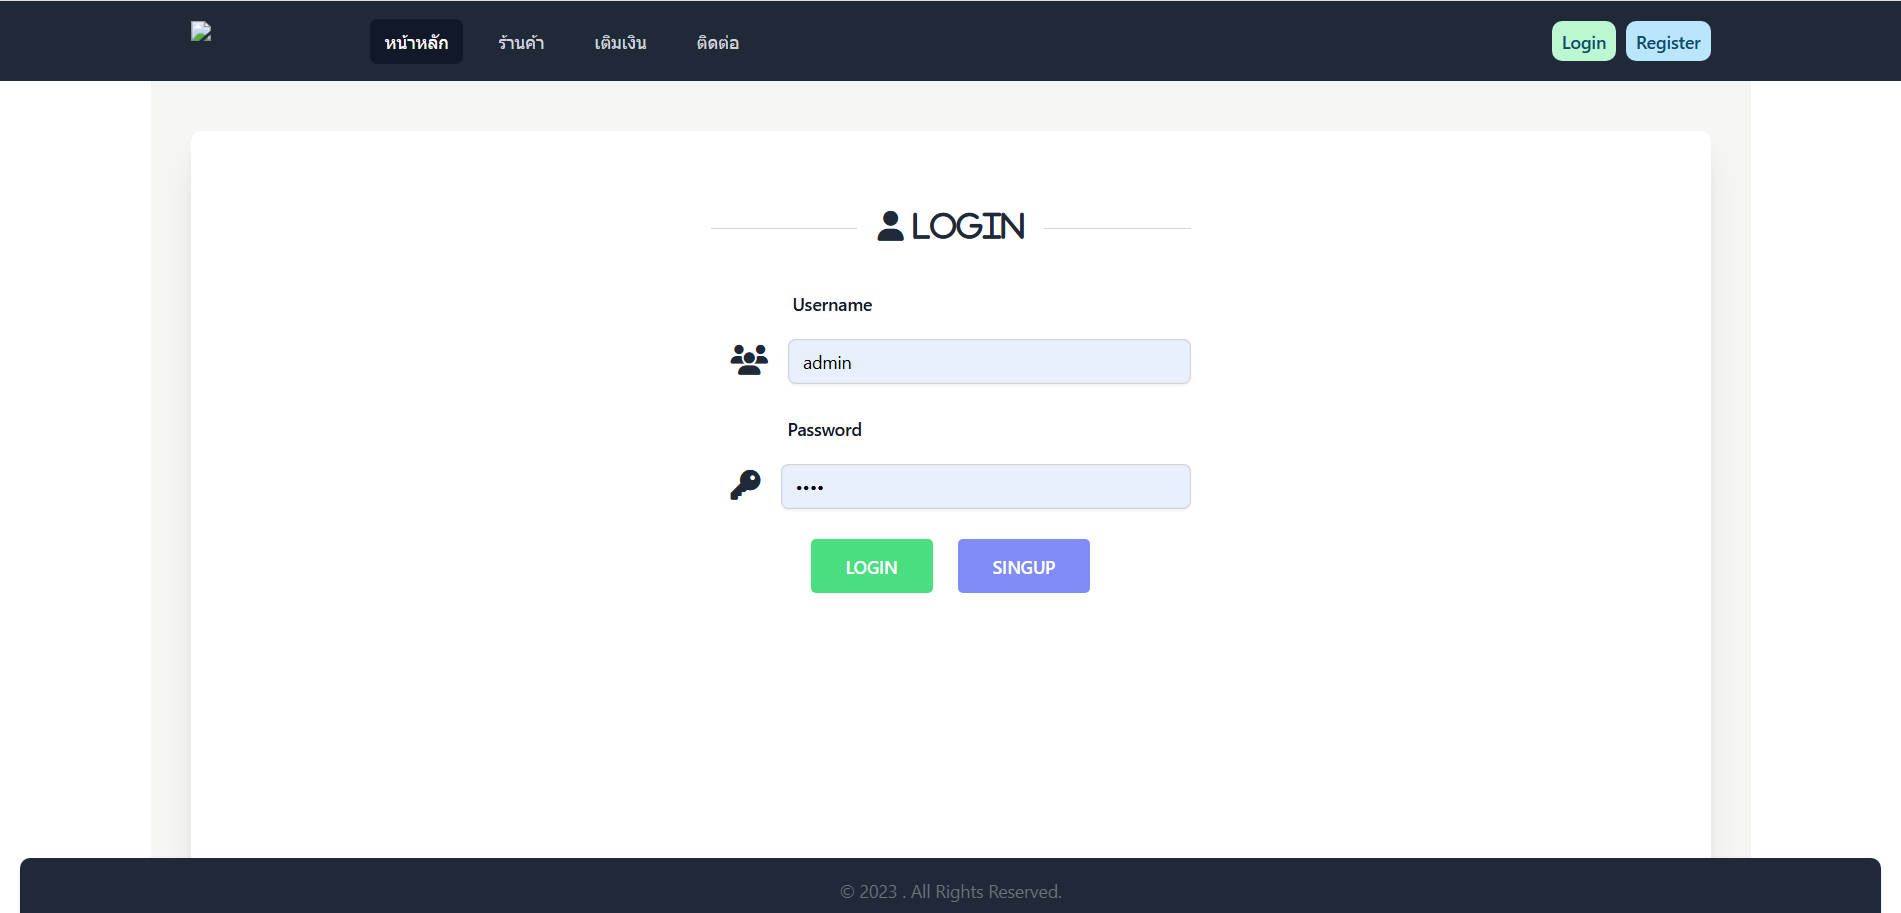 หน้าหลัก ร้านค้า เติมเงิน ติดต่อ Login Register
LOGIN
Username
admin
Password
••••
LOGIN SINGUP
© 2023 . All Rights Reserved.